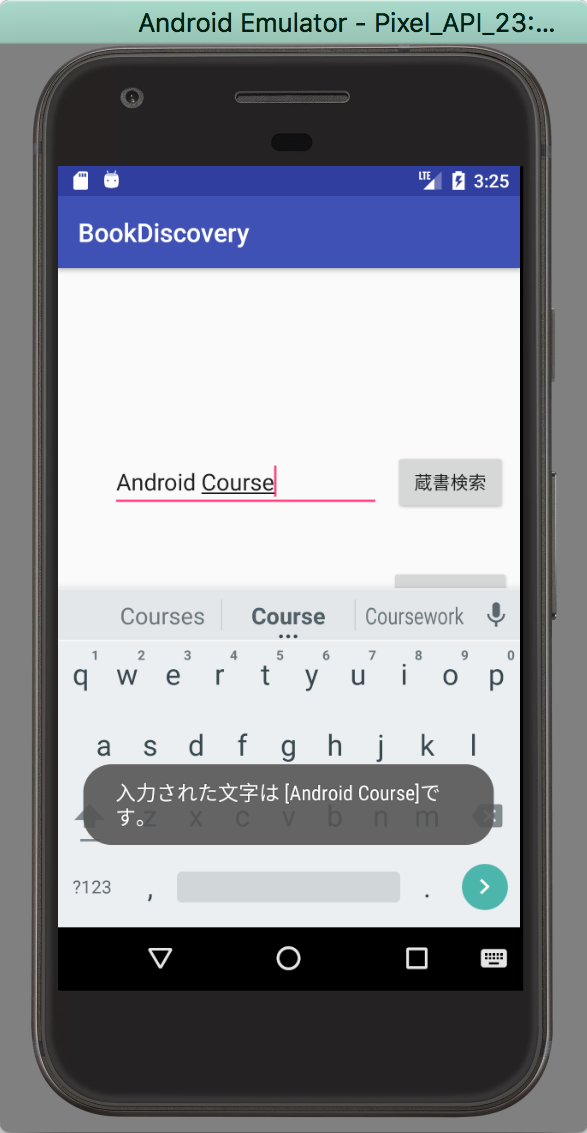 Android Emulator - Pixel_API_23:...
LTE 3:25
BookDiscovery
Android Course
蔵書検索
Courses Course Coursework
1 2 3 4 5 6 7 8 9 0
q w e r t y u i o p
a s d f g h j k l
入力された文字は [Android Course]で
す。
z x c v b n m
?123 , .